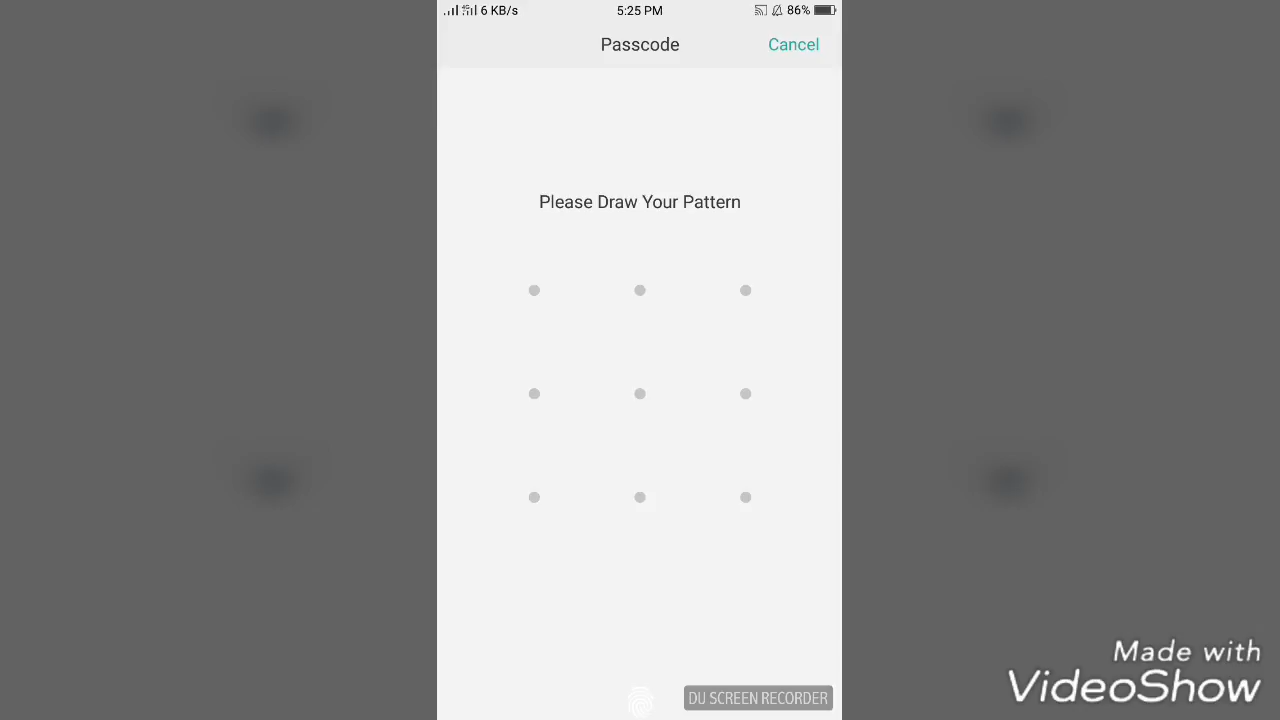 6 KB/s 5:25 PM 86%
Passcode Cancel
Please Draw Your Pattern
DU SCREEN RECORDER
Made with
VideoShow